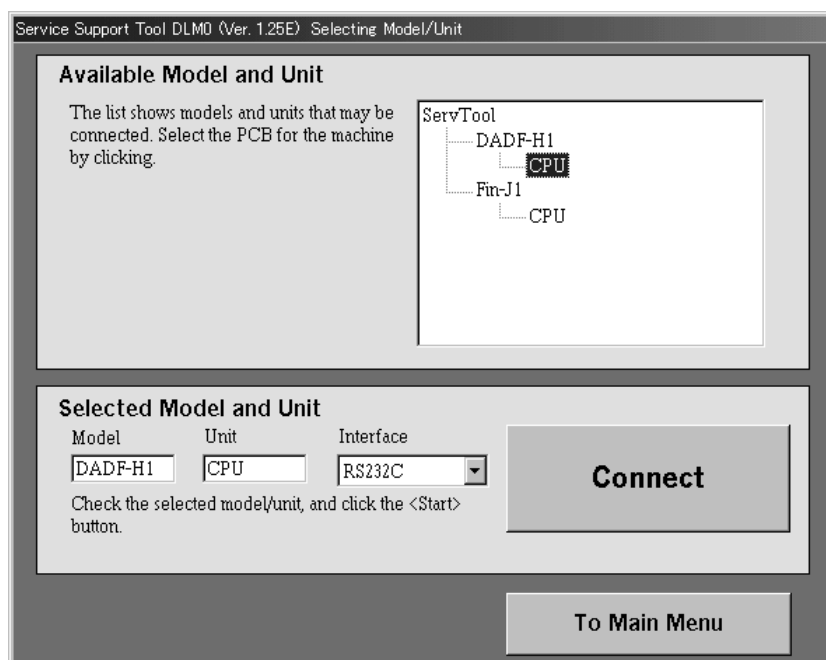 Service Support Tool DLM0 (Ver. 1.25E) Selecting Model/Unit
Available Model and Unit
The list shows models and units that may be
connected. Select the PCB for the machine
by clicking.
ServTool
DADF-H1
CPU
Fin-J1
CPU
Selected Model and Unit
Model Unit Interface
DADF-H1 CPU RS232C
Check the selected model/unit, and click the <Start>
button.
Connect
To Main Menu